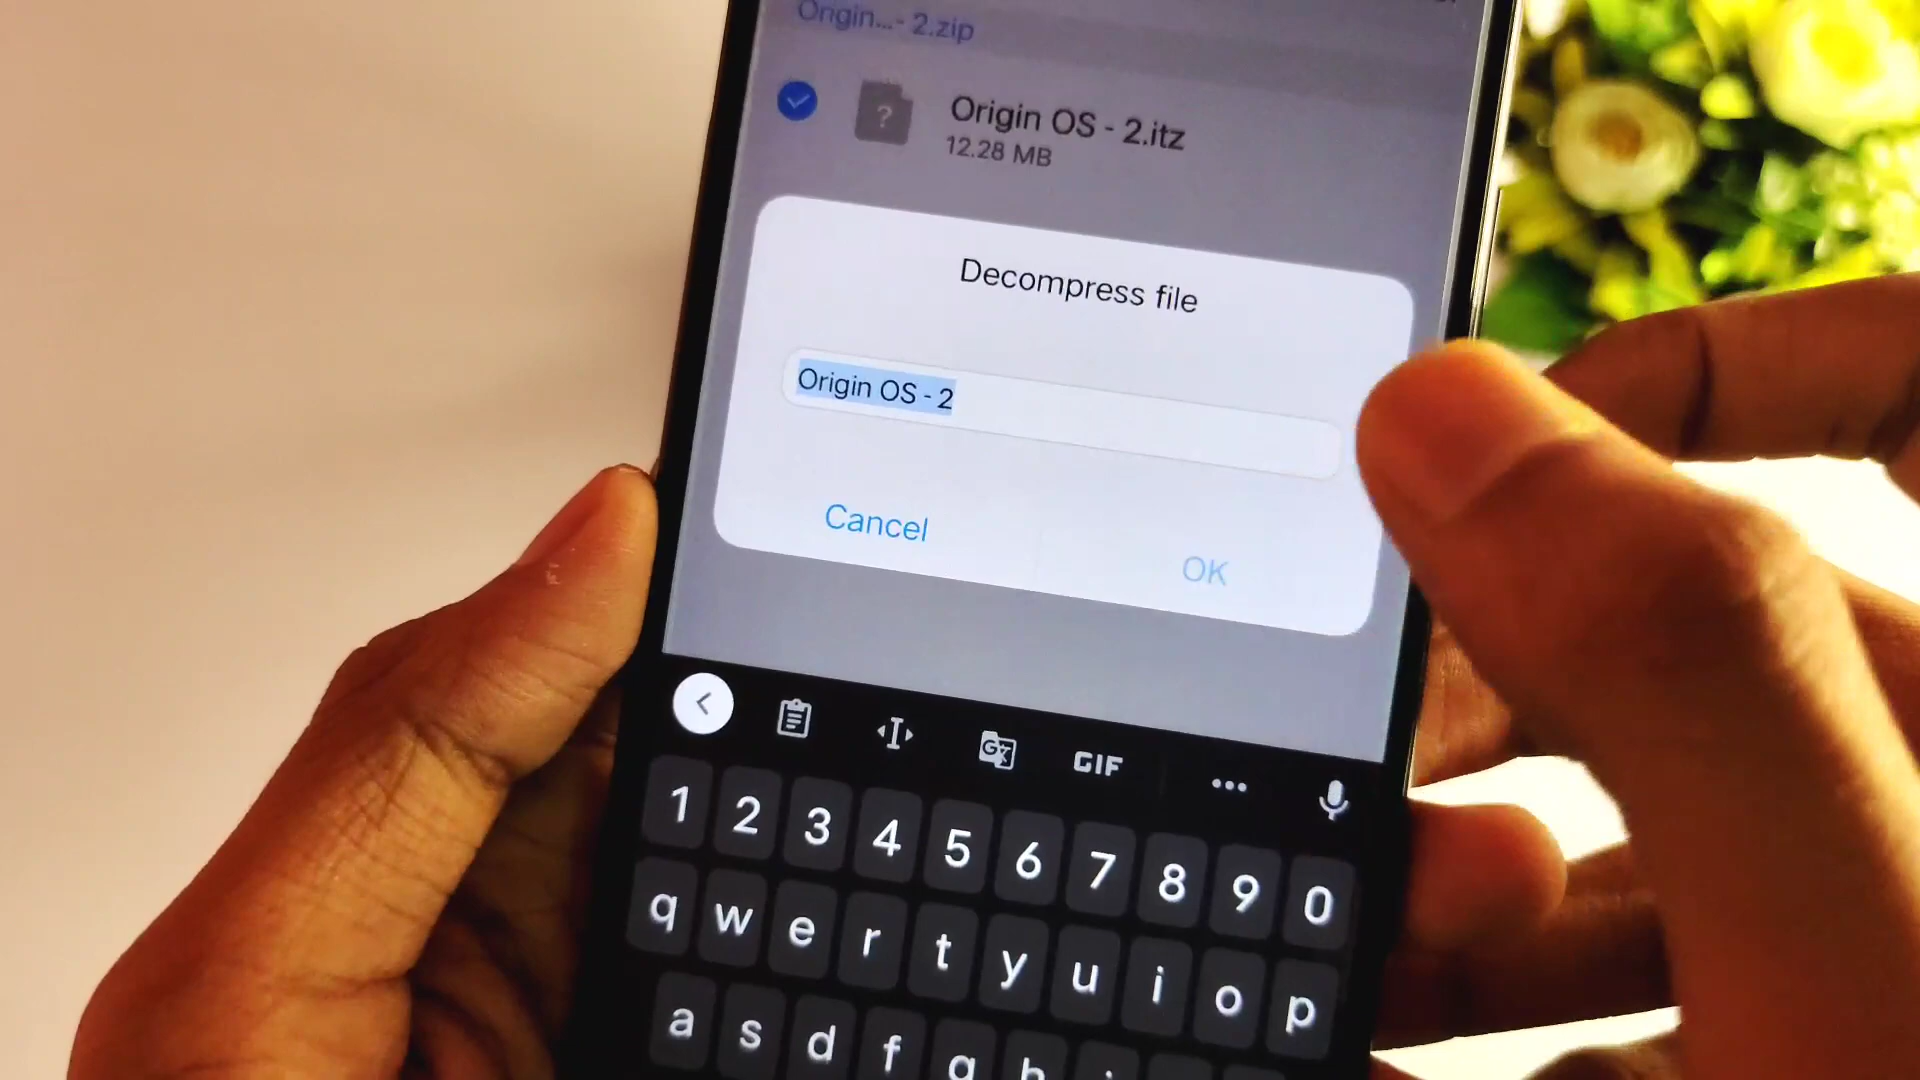 Origin...- 2.zip
Origin OS - 2.itz
12.28 MB
Decompress file
Origin OS - 2
Cancel
OK
GIF
1 2 3 4 5 6 7 8 9 0
q w e r t y u i o p
a s d f g h